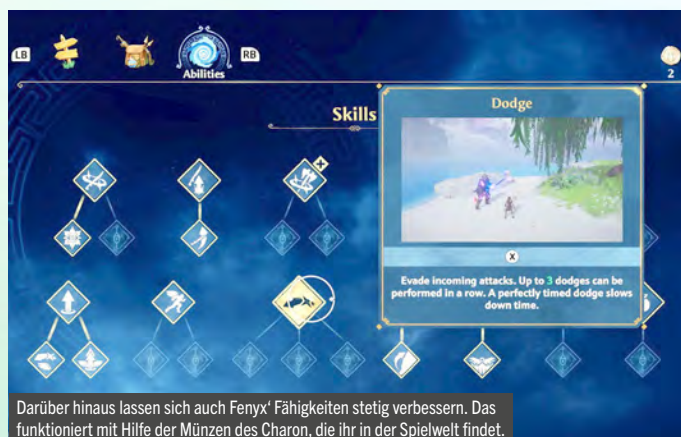 LB
RB
Abilities
2
Skills
Dodge
X
Evade incoming attacks. Up to 3 dodges can be
performed in a row. A perfectly timed dodge slows
down time.
Darüber hinaus lassen sich auch Fenyx‘ Fähigkeiten stetig verbessern. Das
funktioniert mit Hilfe der Münzen des Charon, die ihr in der Spielwelt findet.